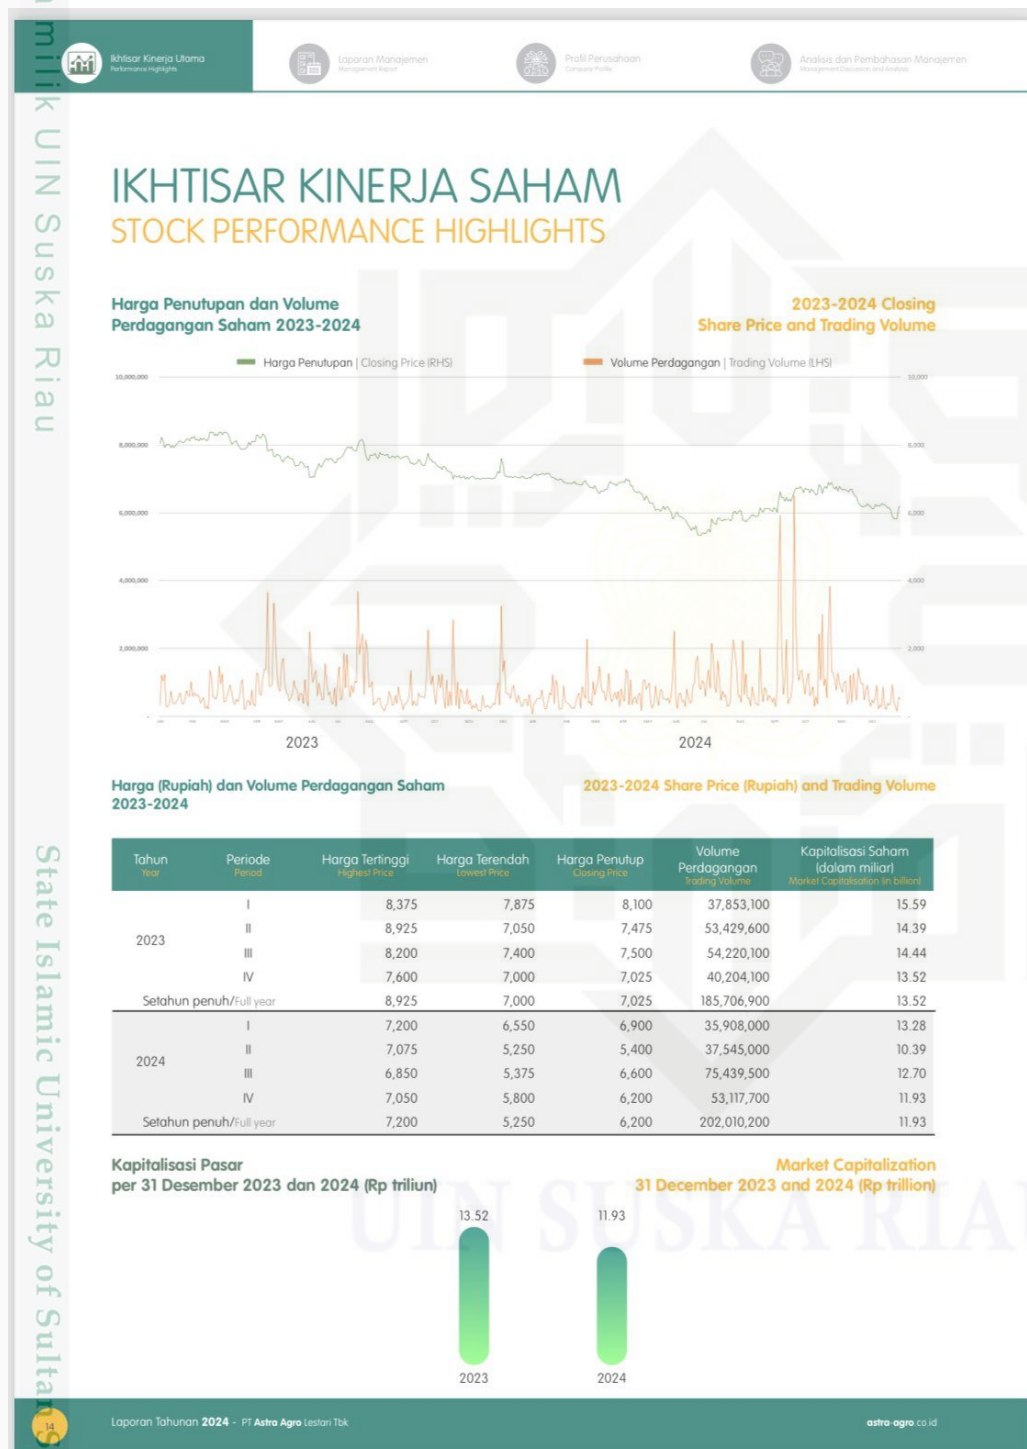 milik UIN Suska Riau
State Islamic University of Sultan S
Ikhtisar Kinerja Utama
Performance Highlights
Laporan Manajemen
Management Report
Profil Perusahaan
Company Profile
Analisis dan Pembahasan Manajemen
Management Discussion and Analysis
IKHTISAR KINERJA SAHAM
STOCK PERFORMANCE HIGHLIGHTS
Harga Penutupan dan Volume
Perdagangan Saham 2023-2024
2023-2024 Closing
Share Price and Trading Volume
Harga Penutupan | Closing Price (RHS)
Volume Perdagangan | Trading Volume (LHS)
10,000,000 10,000
8,000,000 8,000
6,000,000 6,000
4,000,000 4,000
2,000,000 2,000
2023 2024
Harga (Rupiah) dan Volume Perdagangan Saham
2023-2024
2023-2024 Share Price (Rupiah) and Trading Volume
Tahun Periode Harga Tertinggi Harga Terendah Harga Penutup Volume Perdagangan Kapitalisasi Saham (dalam miliar)
Year Period Highest Price Lowest Price Closing Price Trading Volume Market Capitalisation (in billion)
I 8,375 7,875 8,100 37,853,100 15.59
2023 II 8,925 7,050 7,475 53,429,600 14.39
III 8,200 7,400 7,500 54,220,100 14.44
IV 7,600 7,000 7,025 40,204,100 13.52
Setahun penuh/Full year 8,925 7,000 7,025 185,706,900 13.52
I 7,200 6,550 6,900 35,908,000 13.28
2024 II 7,075 5,250 5,400 37,545,000 10.39
III 6,850 5,375 6,600 75,439,500 12.70
IV 7,050 5,800 6,200 53,117,700 11.93
Setahun penuh/Full year 7,200 5,250 6,200 202,010,200 11.93
Kapitalisasi Pasar
per 31 Desember 2023 dan 2024 (Rp triliun)
Market Capitalization
31 December 2023 and 2024 (Rp trillion)
UIN SUSKA RIAU
13.52 11.93
2023 2024
14
Laporan Tahunan 2024 - PT Astra Agro Lestari Tbk
astra-agro.co.id